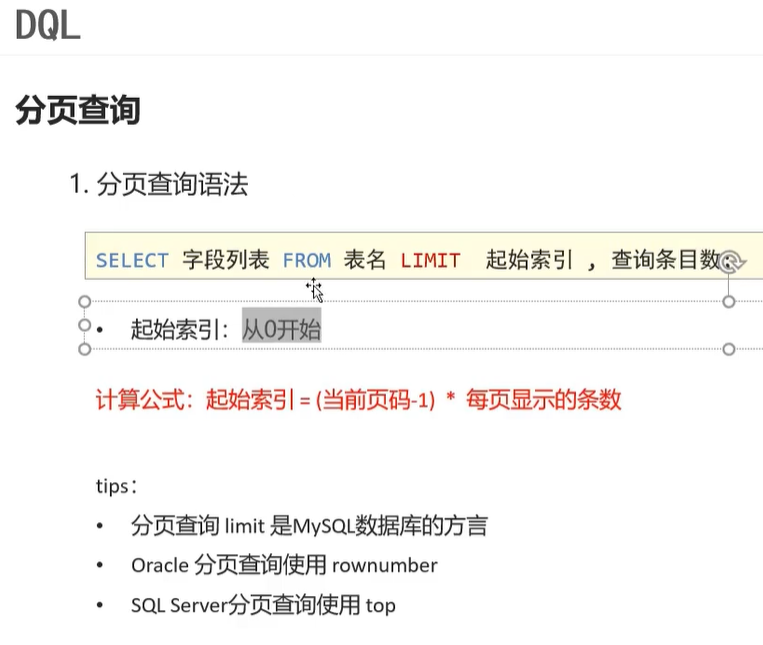 DQL
分页查询
1. 分页查询语法
SELECT 字段列表 FROM 表名 LIMIT 起始索引 , 查询条目数;
• 起始索引：从0开始
计算公式：起始索引 = (当前页码-1) * 每页显示的条数
tips：
• 分页查询 limit 是MySQL数据库的方言
• Oracle 分页查询使用 rownumber
• SQL Server分页查询使用 top